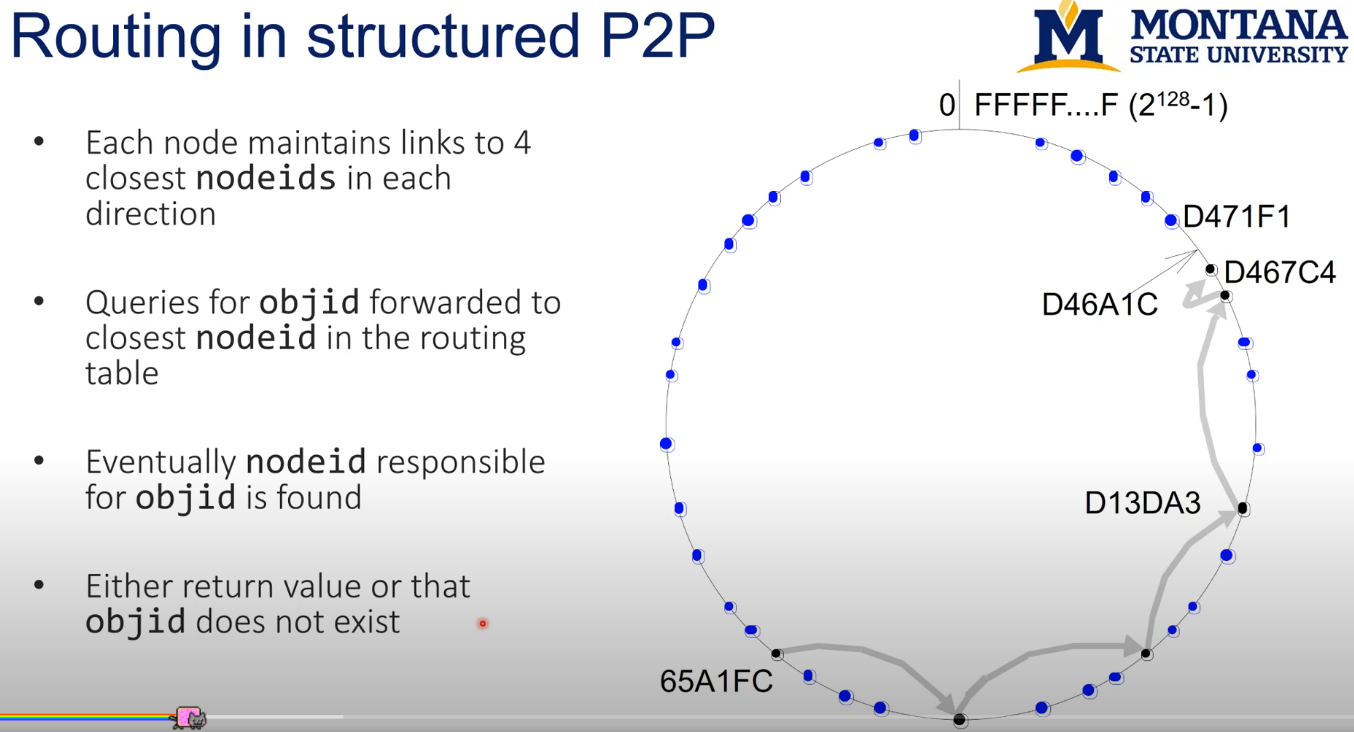 Routing in structured P2P
MONTANA
STATE UNIVERSITY
• Each node maintains links to 4
closest nodeids in each
direction
• Queries for objid forwarded to
closest nodeid in the routing
table
• Eventually nodeid responsible
for objid is found
• Either return value or that
objid does not exist
0 FFFFF....F (2¹²⁸-1)
D471F1
D467C4
D46A1C
D13DA3
65A1FC